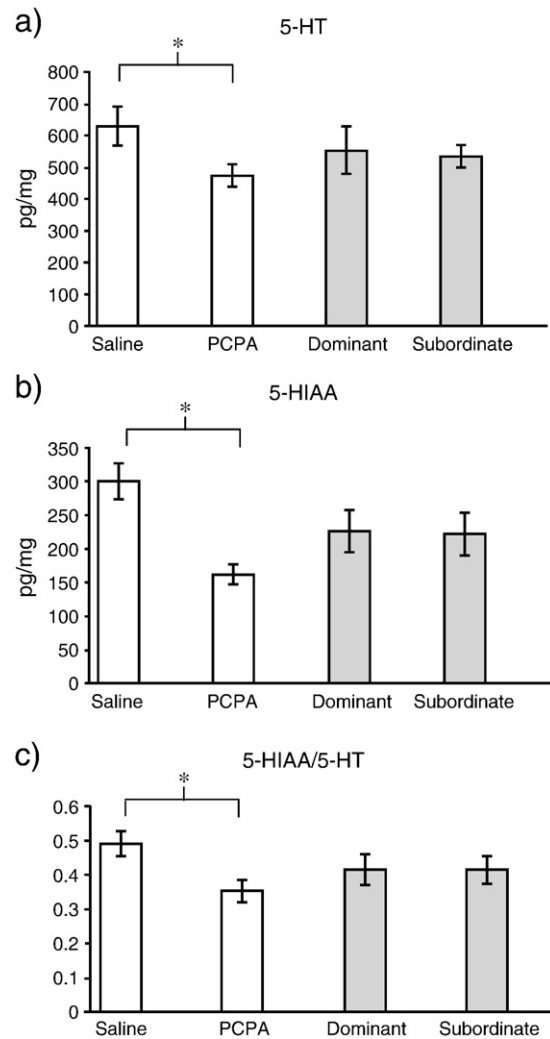 a)
5-HT
*
800
700
600
500
400
300
200
100
0
pg/mg
Saline PCPA Dominant Subordinate
b)
5-HIAA
*
350
300
250
200
150
100
50
0
pg/mg
Saline PCPA Dominant Subordinate
c)
5-HIAA/5-HT
*
0.6
0.5
0.4
0.3
0.2
0.1
0
Saline PCPA Dominant Subordinate